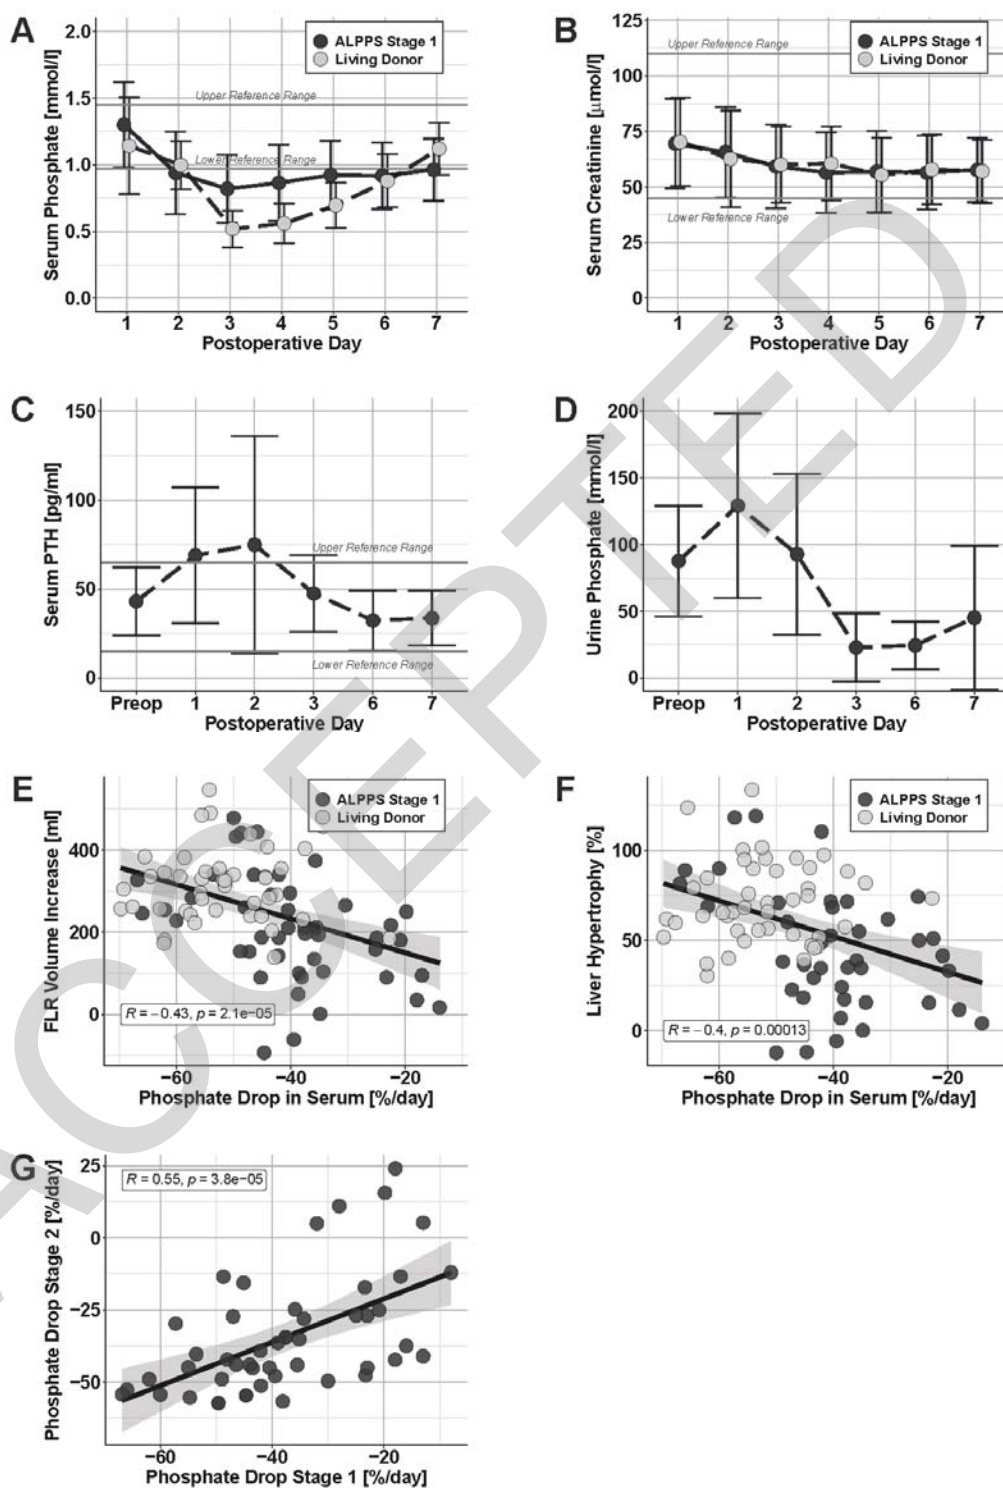 A
Serum Phosphate [mmol/l]
2.0
1.5
1.0
0.5
0.0
ALPPS Stage 1
Living Donor
Upper Reference Range
Lower Reference Range
1 2 3 4 5 6 7
Postoperative Day
B
Serum Creatinine [μmol/l]
125
100
75
50
25
0
Upper Reference Range
ALPPS Stage 1
Living Donor
Lower Reference Range
1 2 3 4 5 6 7
Postoperative Day
C
Serum PTH [pg/ml]
150
100
50
0
Upper Reference Range
Lower Reference Range
Preop 1 2 3 6 7
Postoperative Day
D
Urine Phosphate [mmol/l]
200
150
100
50
0
Preop 1 2 3 6 7
Postoperative Day
E
FLR Volume Increase [ml]
400
200
0
ALPPS Stage 1
Living Donor
R = −0.43, p = 2.1e−05
−60 −40 −20
Phosphate Drop in Serum [%/day]
F
Liver Hypertrophy [%]
100
50
0
ALPPS Stage 1
Living Donor
R = −0.4, p = 0.00013
−60 −40 −20
Phosphate Drop in Serum [%/day]
G
Phosphate Drop Stage 2 [%/day]
25
0
−25
−50
R = 0.55, p = 3.8e−05
−60 −40 −20
Phosphate Drop Stage 1 [%/day]
ACCEPTED